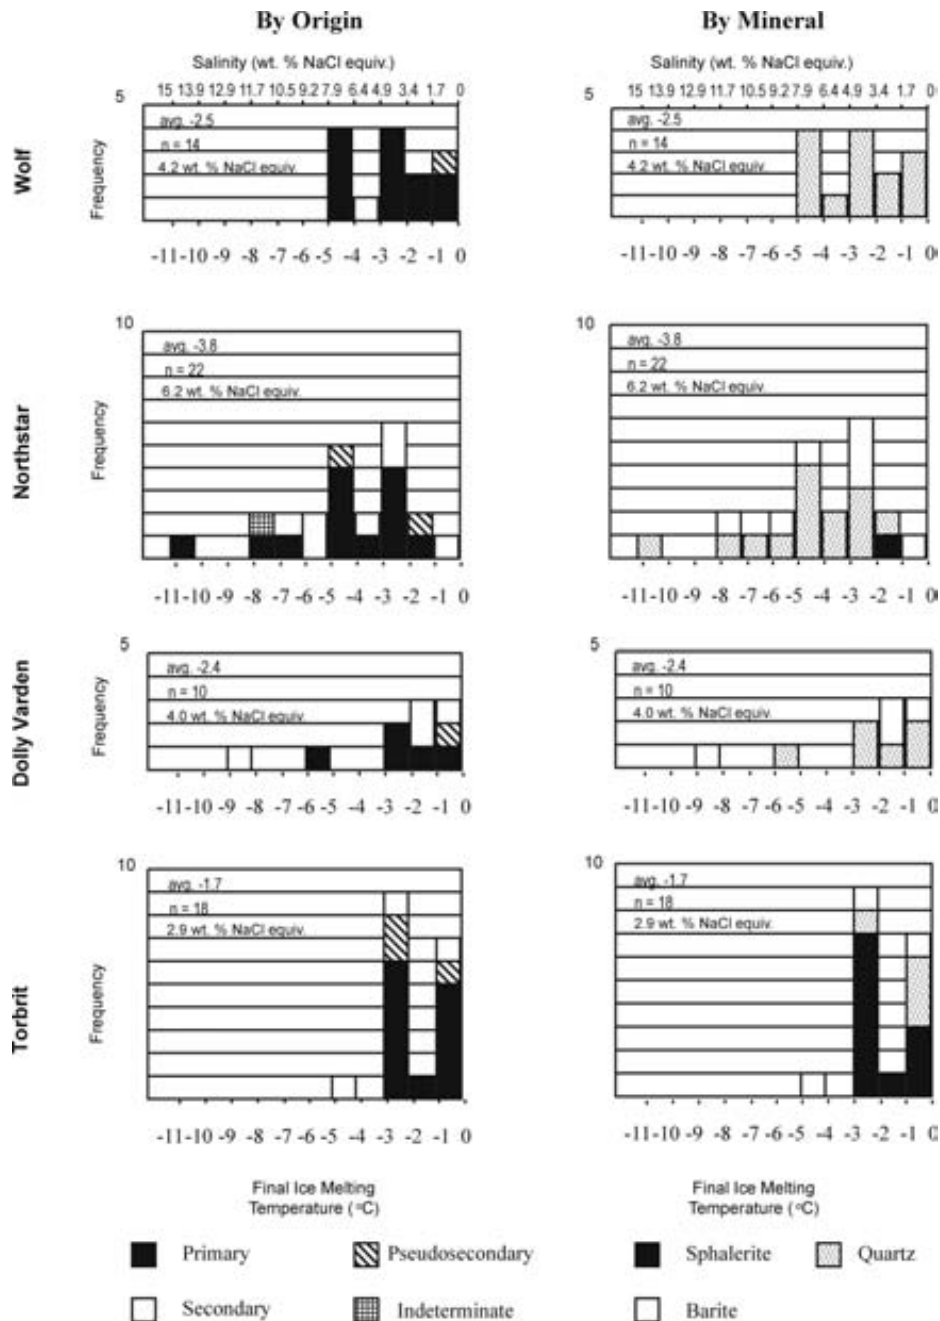 By Origin
By Mineral
Salinity (wt. % NaCl equiv.)
Salinity (wt. % NaCl equiv.)
15 13.9 12.9 11.7 10.5 9.2 7.9 6.4 4.9 3.4 1.7 0
15 13.9 12.9 11.7 10.5 9.2 7.9 6.4 4.9 3.4 1.7 0
Wolf
Frequency
5
avg. -2.5
n = 14
4.2 wt. % NaCl equiv.
-11 -10 -9 -8 -7 -6 -5 -4 -3 -2 -1 0
5
avg. -2.5
n = 14
4.2 wt. % NaCl equiv.
-11 -10 -9 -8 -7 -6 -5 -4 -3 -2 -1 0
Northstar
Frequency
10
avg. -3.8
n = 22
6.2 wt. % NaCl equiv.
-11 -10 -9 -8 -7 -6 -5 -4 -3 -2 -1 0
10
avg. -3.8
n = 22
6.2 wt. % NaCl equiv.
-11 -10 -9 -8 -7 -6 -5 -4 -3 -2 -1 0
Dolly Varden
Frequency
5
avg. -2.4
n = 10
4.0 wt. % NaCl equiv.
-11 -10 -9 -8 -7 -6 -5 -4 -3 -2 -1 0
5
avg. -2.4
n = 10
4.0 wt. % NaCl equiv.
-11 -10 -9 -8 -7 -6 -5 -4 -3 -2 -1 0
Torbrit
Frequency
10
avg. -1.7
n = 18
2.9 wt. % NaCl equiv.
-11 -10 -9 -8 -7 -6 -5 -4 -3 -2 -1 0
10
avg. -1.7
n = 18
2.9 wt. % NaCl equiv.
-11 -10 -9 -8 -7 -6 -5 -4 -3 -2 -1 0
Final Ice Melting
Temperature (°C)
Final Ice Melting
Temperature (°C)
Primary
Pseudosecondary
Secondary
Indeterminate
Sphalerite
Quartz
Barite